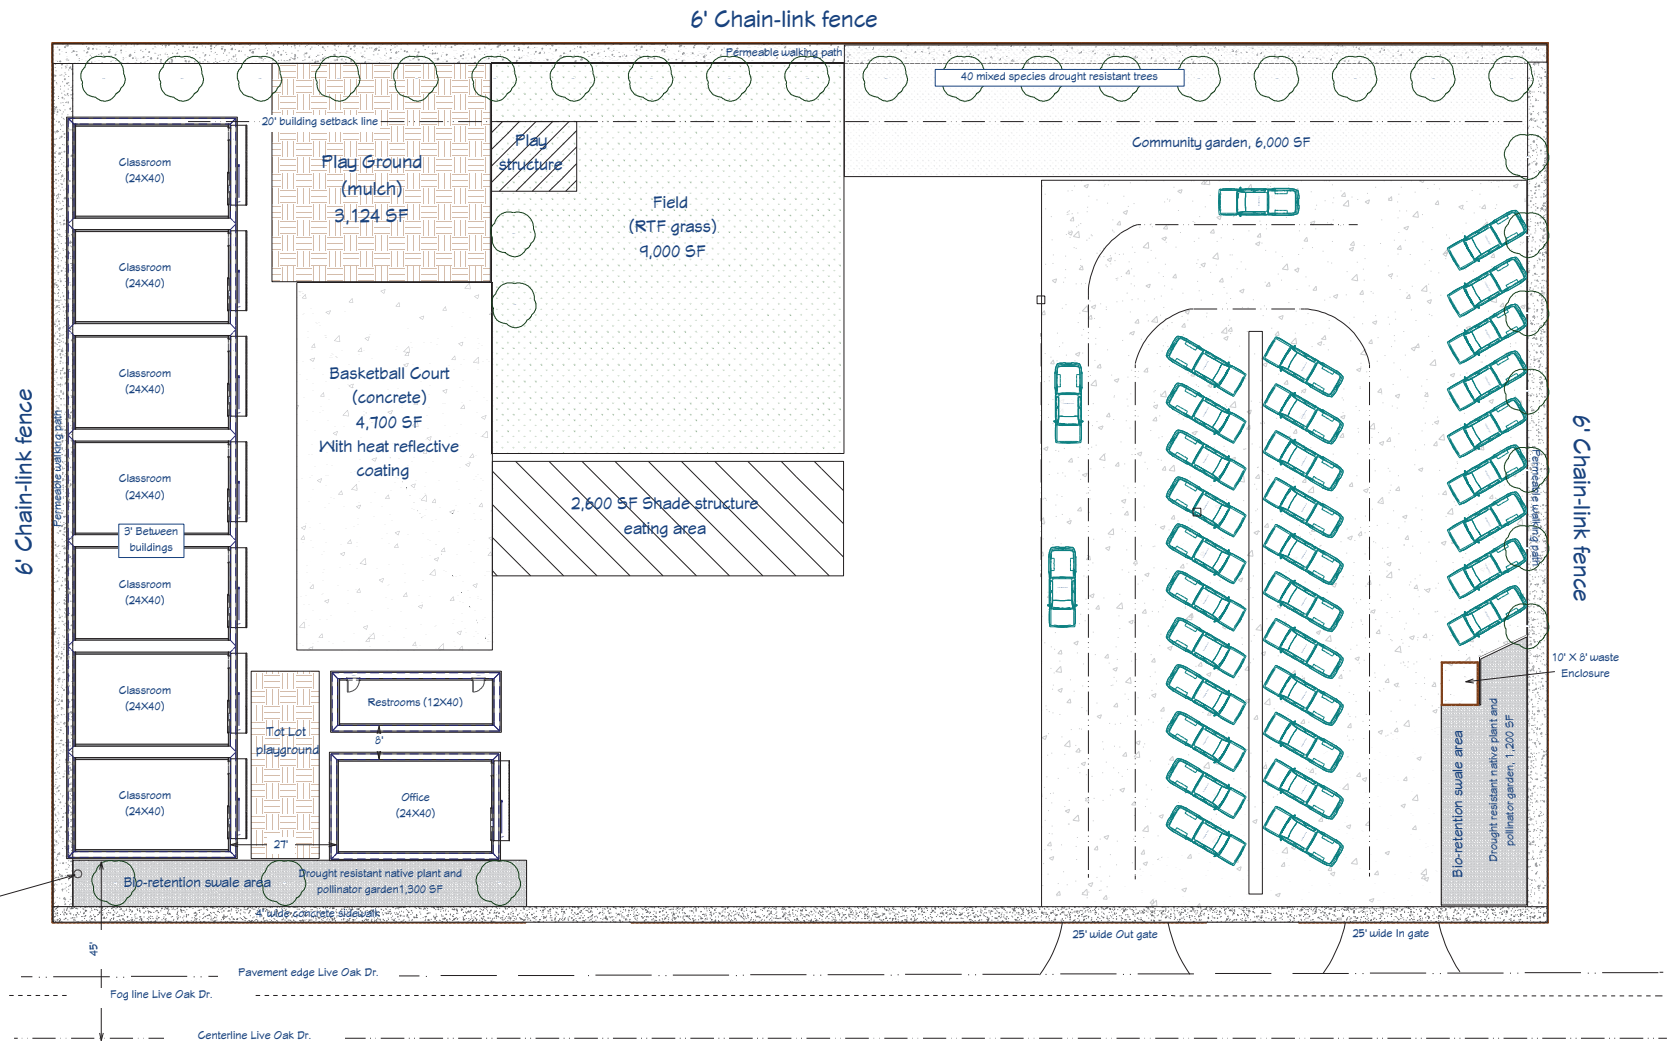 6' Chain-link fence
Permeable walking path
40 mixed species drought resistant trees
20' building setback line
Community garden, 6,000 SF
Play Ground
(mulch)
3,124 SF
Play
structure
Field
(RTF grass)
9,000 SF
Classroom
(24X40)
Classroom
(24X40)
Classroom
(24X40)
Classroom
(24X40)
3' Between
buildings
Classroom
(24X40)
Classroom
(24X40)
Classroom
(24X40)
6' Chain-link fence
Permeable walking path
Basketball Court
(concrete)
4,700 SF
With heat reflective
coating
2,600 SF Shade structure
eating area
6' Chain-link fence
Permeable walking path
10' X 8' waste
Enclosure
Restrooms (12X40)
8'
Tot Lot
playground
Office
(24X40)
27'
Bio-retention swale area
Drought resistant native plant and
pollinator garden, 1,200 SF
Bio-retention swale area
Drought resistant native plant and
pollinator garden1,300 SF
4' wide concrete sidewalk
25' wide Out gate
25' wide In gate
45'
Pavement edge Live Oak Dr.
Fog line Live Oak Dr.
Centerline Live Oak Dr.